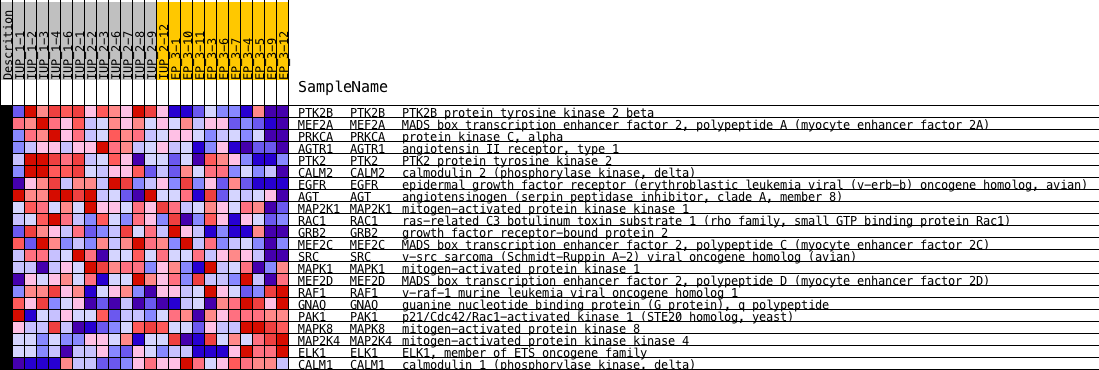 Descrition
IUP_1-1
IUP_1-2
IUP_1-3
IUP_2-1
IUP_2-2
IUP_2-3
IUP_2-6
IUP_2-7
IUP_2-8
IUP_2-9
IUP_2-12
EP_3-1
EP_3-10
EP_3-11
EP_3-3
EP_3-6
EP_3-7
EP_3-4
EP_3-5
EP_3-9
EP_3-12
SampleName
PTK2B PTK2B PTK2B protein tyrosine kinase 2 beta
MEF2A MEF2A MADS box transcription enhancer factor 2, polypeptide A (myocyte enhancer factor 2A)
PRKCA PRKCA protein kinase C, alpha
AGTR1 AGTR1 angiotensin II receptor, type 1
PTK2 PTK2 PTK2 protein tyrosine kinase 2
CALM2 CALM2 calmodulin 2 (phosphorylase kinase, delta)
EGFR EGFR epidermal growth factor receptor (erythroblastic leukemia viral (v-erb-b) oncogene homolog, avian)
AGT AGT angiotensinogen (serpin peptidase inhibitor, clade A, member 8)
MAP2K1 MAP2K1 mitogen-activated protein kinase kinase 1
RAC1 RAC1 ras-related C3 botulinum toxin substrate 1 (rho family, small GTP binding protein Rac1)
GRB2 GRB2 growth factor receptor-bound protein 2
MEF2C MEF2C MADS box transcription enhancer factor 2, polypeptide C (myocyte enhancer factor 2C)
SRC SRC v-src sarcoma (Schmidt-Ruppin A-2) viral oncogene homolog (avian)
MAPK1 MAPK1 mitogen-activated protein kinase 1
MEF2D MEF2D MADS box transcription enhancer factor 2, polypeptide D (myocyte enhancer factor 2D)
RAF1 RAF1 v-raf-1 murine leukemia viral oncogene homolog 1
GNAQ GNAQ guanine nucleotide binding protein (G protein), q polypeptide
PAK1 PAK1 p21/Cdc42/Rac1-activated kinase 1 (STE20 homolog, yeast)
MAPK8 MAPK8 mitogen-activated protein kinase 8
MAP2K4 MAP2K4 mitogen-activated protein kinase kinase 4
ELK1 ELK1 ELK1, member of ETS oncogene family
CALM1 CALM1 calmodulin 1 (phosphorylase kinase, delta)